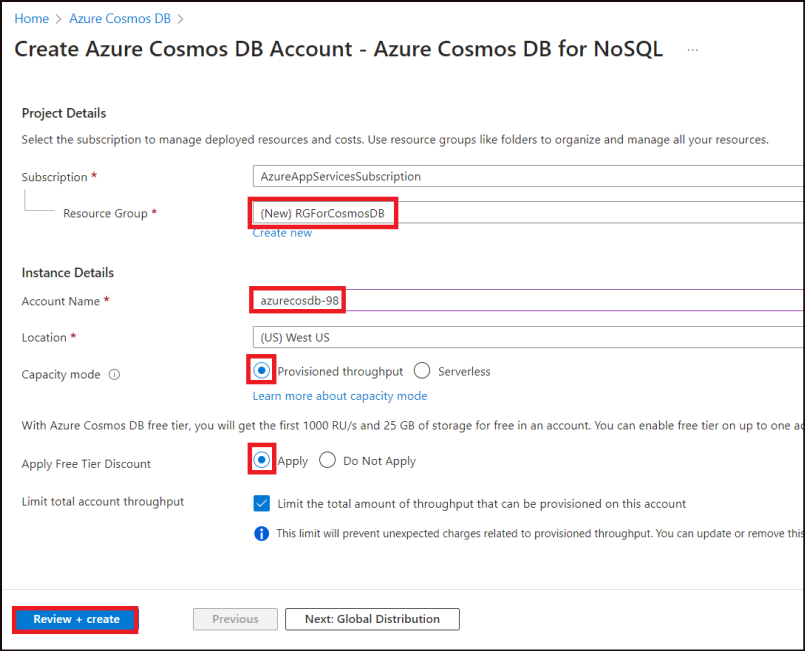 Home > Azure Cosmos DB >
Create Azure Cosmos DB Account - Azure Cosmos DB for NoSQL ...
Project Details
Select the subscription to manage deployed resources and costs. Use resource groups like folders to organize and manage all your resources.
Subscription * AzureAppServicesSubscription
Resource Group * (New) RGForCosmosDB
Create new
Instance Details
Account Name * azurecosdb-98
Location * (US) West US
Capacity mode Provisioned throughput Serverless
Learn more about capacity mode
With Azure Cosmos DB free tier, you will get the first 1000 RU/s and 25 GB of storage for free in an account. You can enable free tier on up to one
Apply Free Tier Discount Apply Do Not Apply
Limit total account throughput Limit the total amount of throughput that can be provisioned on this account
This limit will prevent unexpected charges related to provisioned throughput. You can update or remove this
Review + create Previous Next: Global Distribution